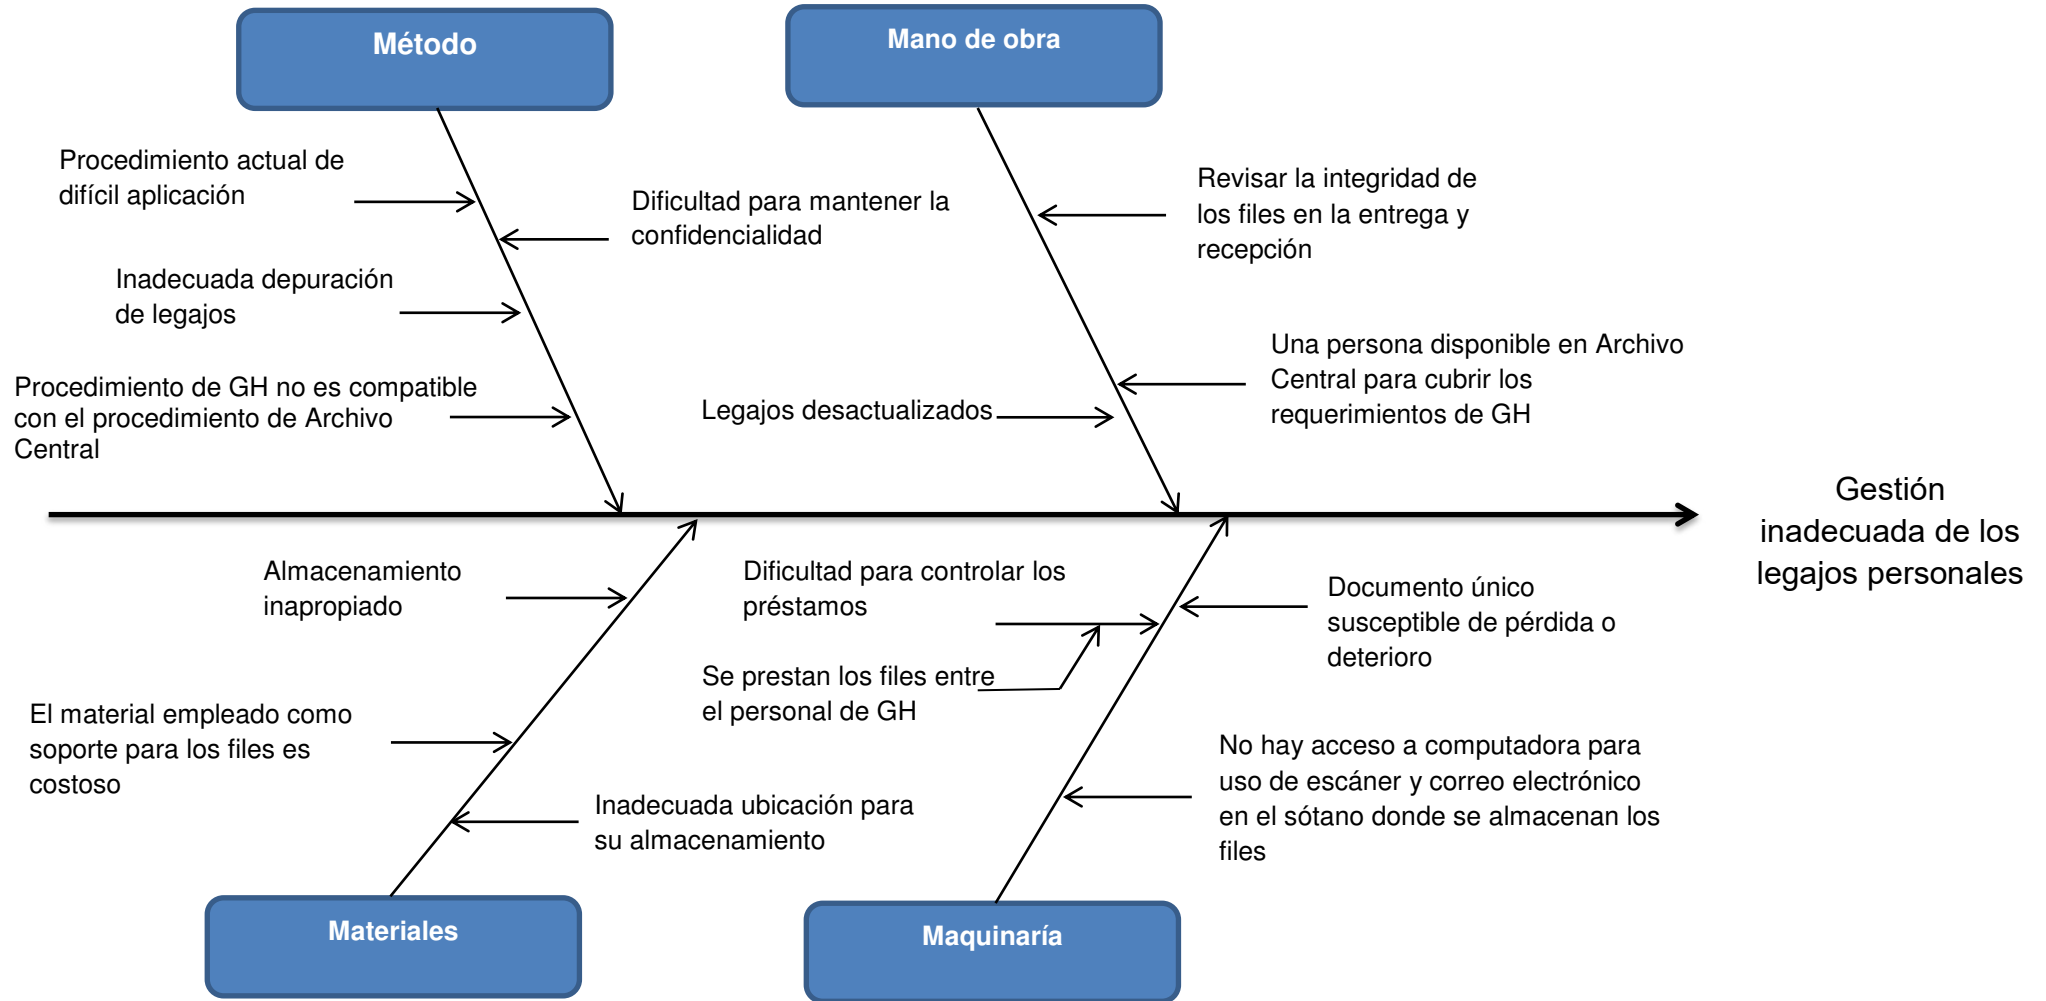 Método
Mano de obra
Procedimiento actual de
difícil aplicación
Dificultad para mantener la
confidencialidad
Revisar la integridad de
los files en la entrega y
recepción
Inadecuada depuración
de legajos
Una persona disponible en Archivo
Central para cubrir los
requerimientos de GH
Procedimiento de GH no es compatible
con el procedimiento de Archivo
Central
Legajos desactualizados
Gestión
inadecuada de los
legajos personales
Almacenamiento
inapropiado
Dificultad para controlar los
préstamos
Documento único
susceptible de pérdida o
deterioro
Se prestan los files entre
el personal de GH
El material empleado como
soporte para los files es
costoso
No hay acceso a computadora para
uso de escáner y correo electrónico
en el sótano donde se almacenan los
files
Inadecuada ubicación para
su almacenamiento
Materiales
Maquinaría